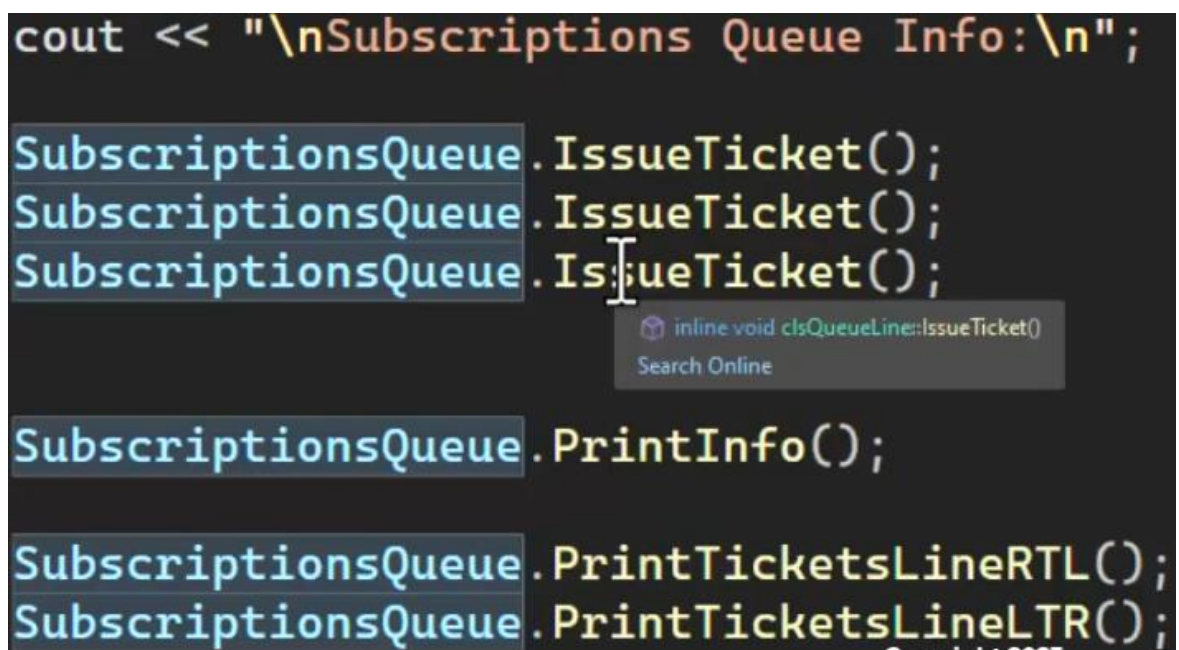 cout << "\nSubscriptions Queue Info:\n";
SubscriptionsQueue.IssueTicket();
SubscriptionsQueue.IssueTicket();
SubscriptionsQueue.IssueTicket();
inline void clsQueueLine::IssueTicket()
Search Online
SubscriptionsQueue.PrintInfo();
SubscriptionsQueue.PrintTicketsLineRTL();
SubscriptionsQueue.PrintTicketsLineLTR();